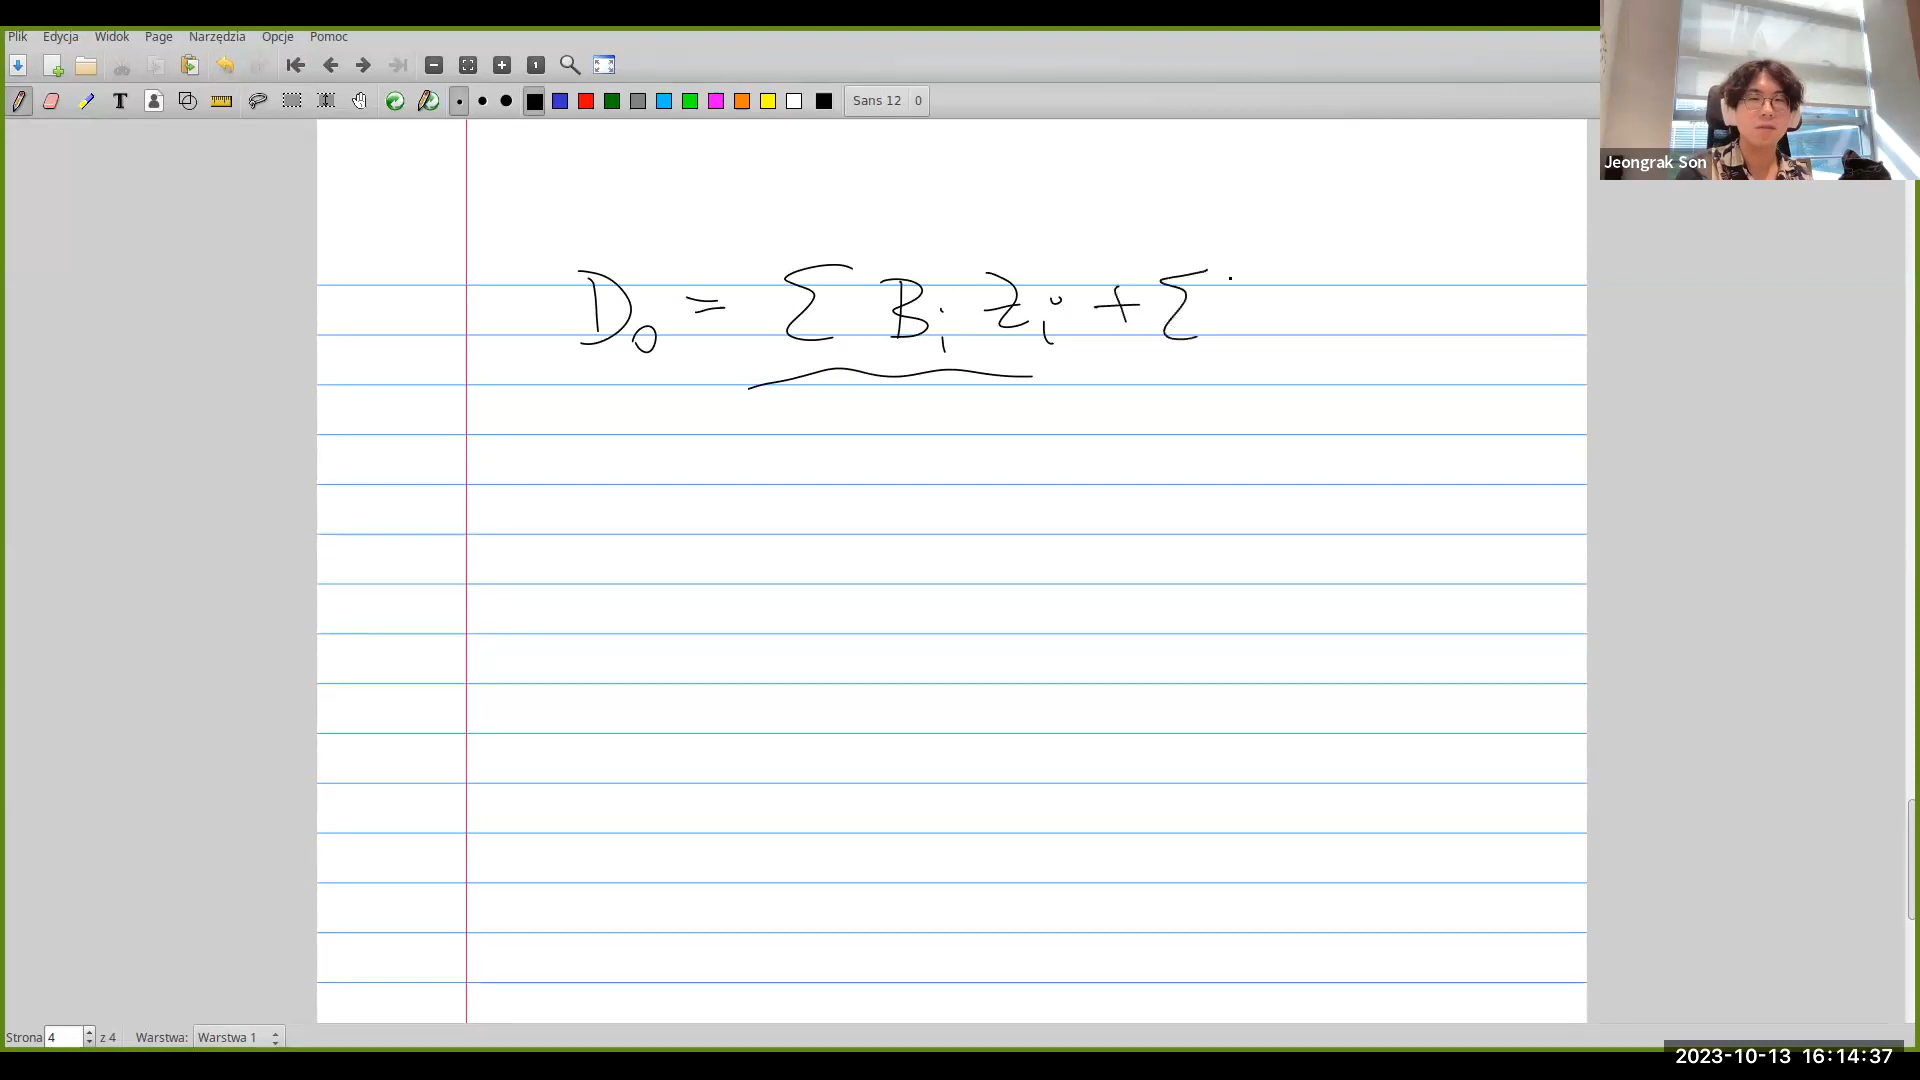 Plik Edycja Widok Page Narzędzia Opcje Pomoc
Sans 12 0
Jeongrak Son
D₀ = Σ Bᵢ Zᵢ + Σ
Strona 4 z 4 Warstwa: Warstwa 1
2023-10-13 16:14:37